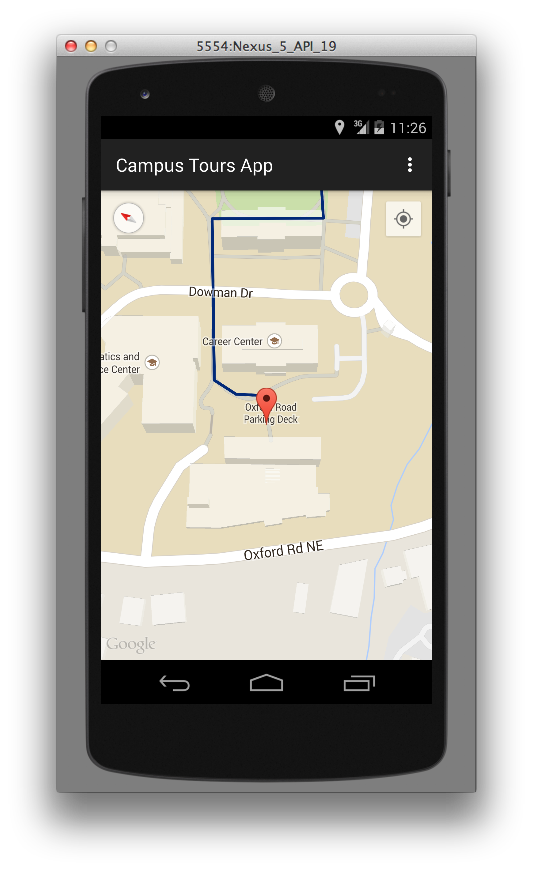 5554:Nexus_5_API_19
3G 11:26
Campus Tours App
Dowman Dr
Career Center
atics and
ce Center
Oxford Road
Parking Deck
Oxford Rd NE
Google